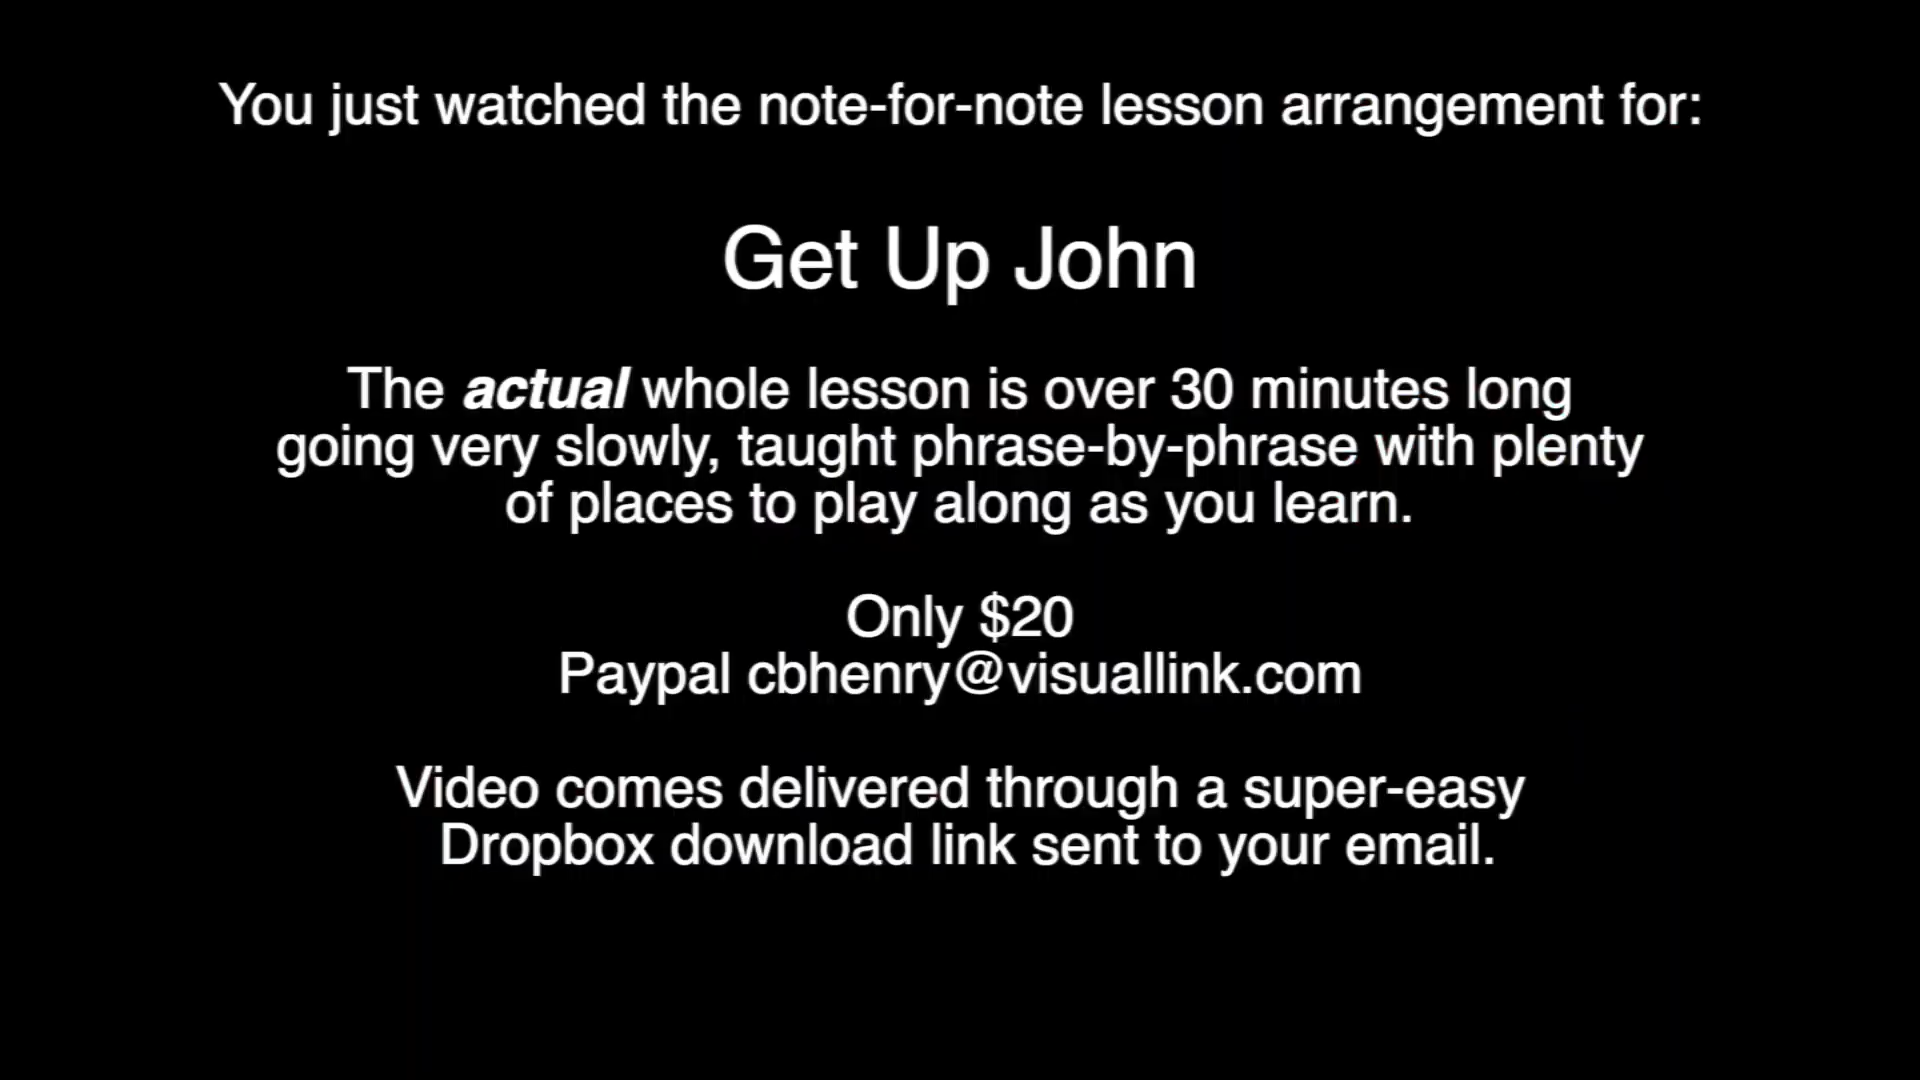 You just watched the note-for-note lesson arrangement for:
Get Up John
The actual whole lesson is over 30 minutes long
going very slowly, taught phrase-by-phrase with plenty
of places to play along as you learn.
Only $20
Paypal cbhenry@visuallink.com
Video comes delivered through a super-easy
Dropbox download link sent to your email.